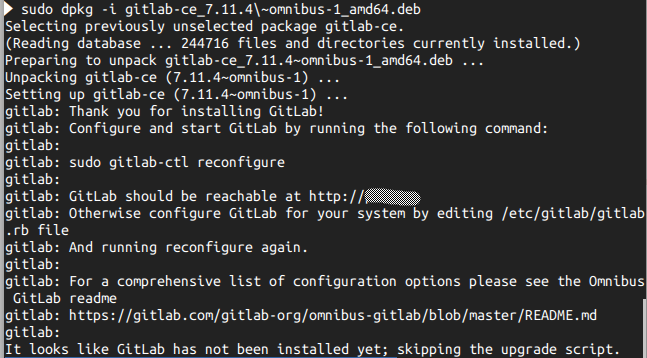 sudo dpkg -i gitlab-ce_7.11.4\~omnibus-1_amd64.deb
Selecting previously unselected package gitlab-ce.
(Reading database ... 244716 files and directories currently installed.)
Preparing to unpack gitlab-ce_7.11.4~omnibus-1_amd64.deb ...
Unpacking gitlab-ce (7.11.4~omnibus-1) ...
Setting up gitlab-ce (7.11.4~omnibus-1) ...
gitlab: Thank you for installing GitLab!
gitlab: Configure and start GitLab by running the following command:
gitlab:
gitlab: sudo gitlab-ctl reconfigure
gitlab:
gitlab: GitLab should be reachable at http://
gitlab: Otherwise configure GitLab for your system by editing /etc/gitlab/gitlab
.rb file
gitlab: And running reconfigure again.
gitlab:
gitlab: For a comprehensive list of configuration options please see the Omnibus
GitLab readme
gitlab: https://gitlab.com/gitlab-org/omnibus-gitlab/blob/master/README.md
gitlab:
It looks like GitLab has not been installed yet; skipping the upgrade script.